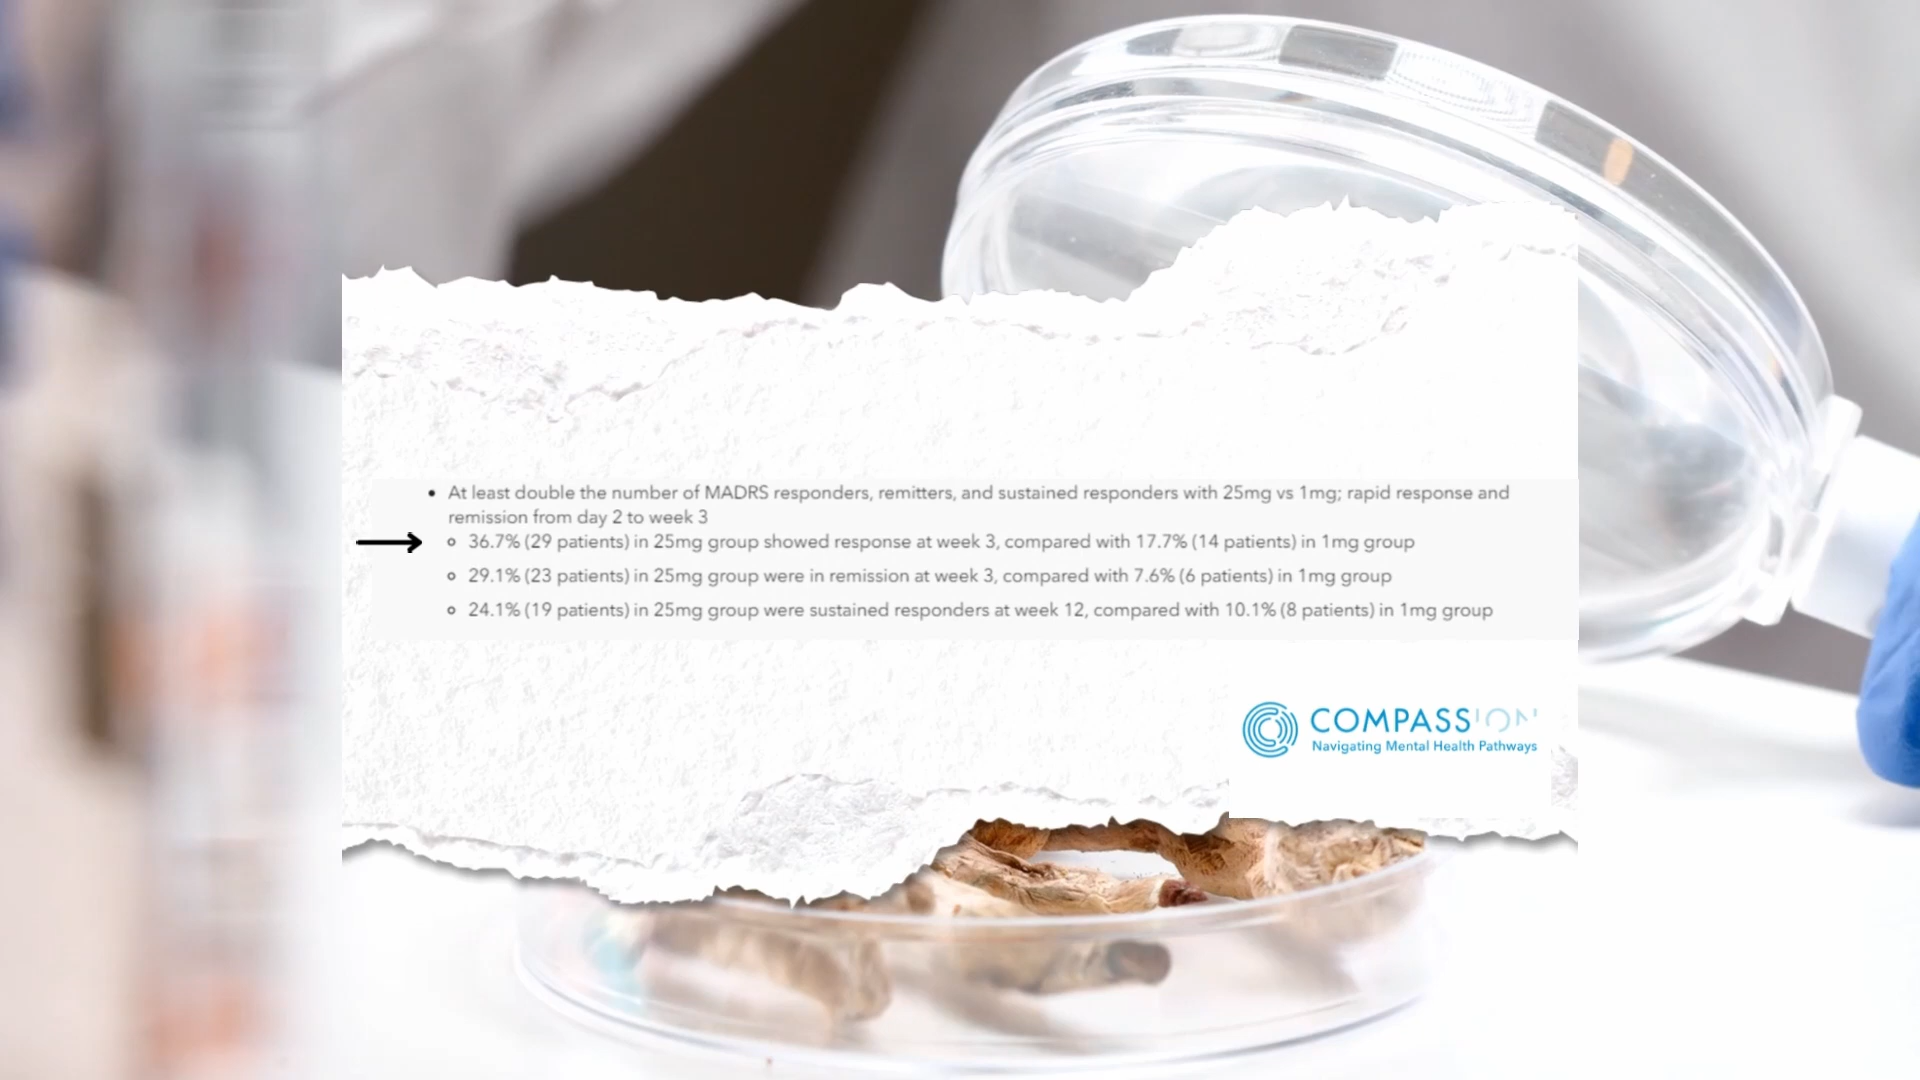 At least double the number of MADRS responders, remitters, and sustained responders with 25mg vs 1mg; rapid response and
remission from day 2 to week 3
36.7% (29 patients) in 25mg group showed response at week 3, compared with 17.7% (14 patients) in 1mg group
29.1% (23 patients) in 25mg group were in remission at week 3, compared with 7.6% (6 patients) in 1mg group
24.1% (19 patients) in 25mg group were sustained responders at week 12, compared with 10.1% (8 patients) in 1mg group
COMPASSION
Navigating Mental Health Pathways